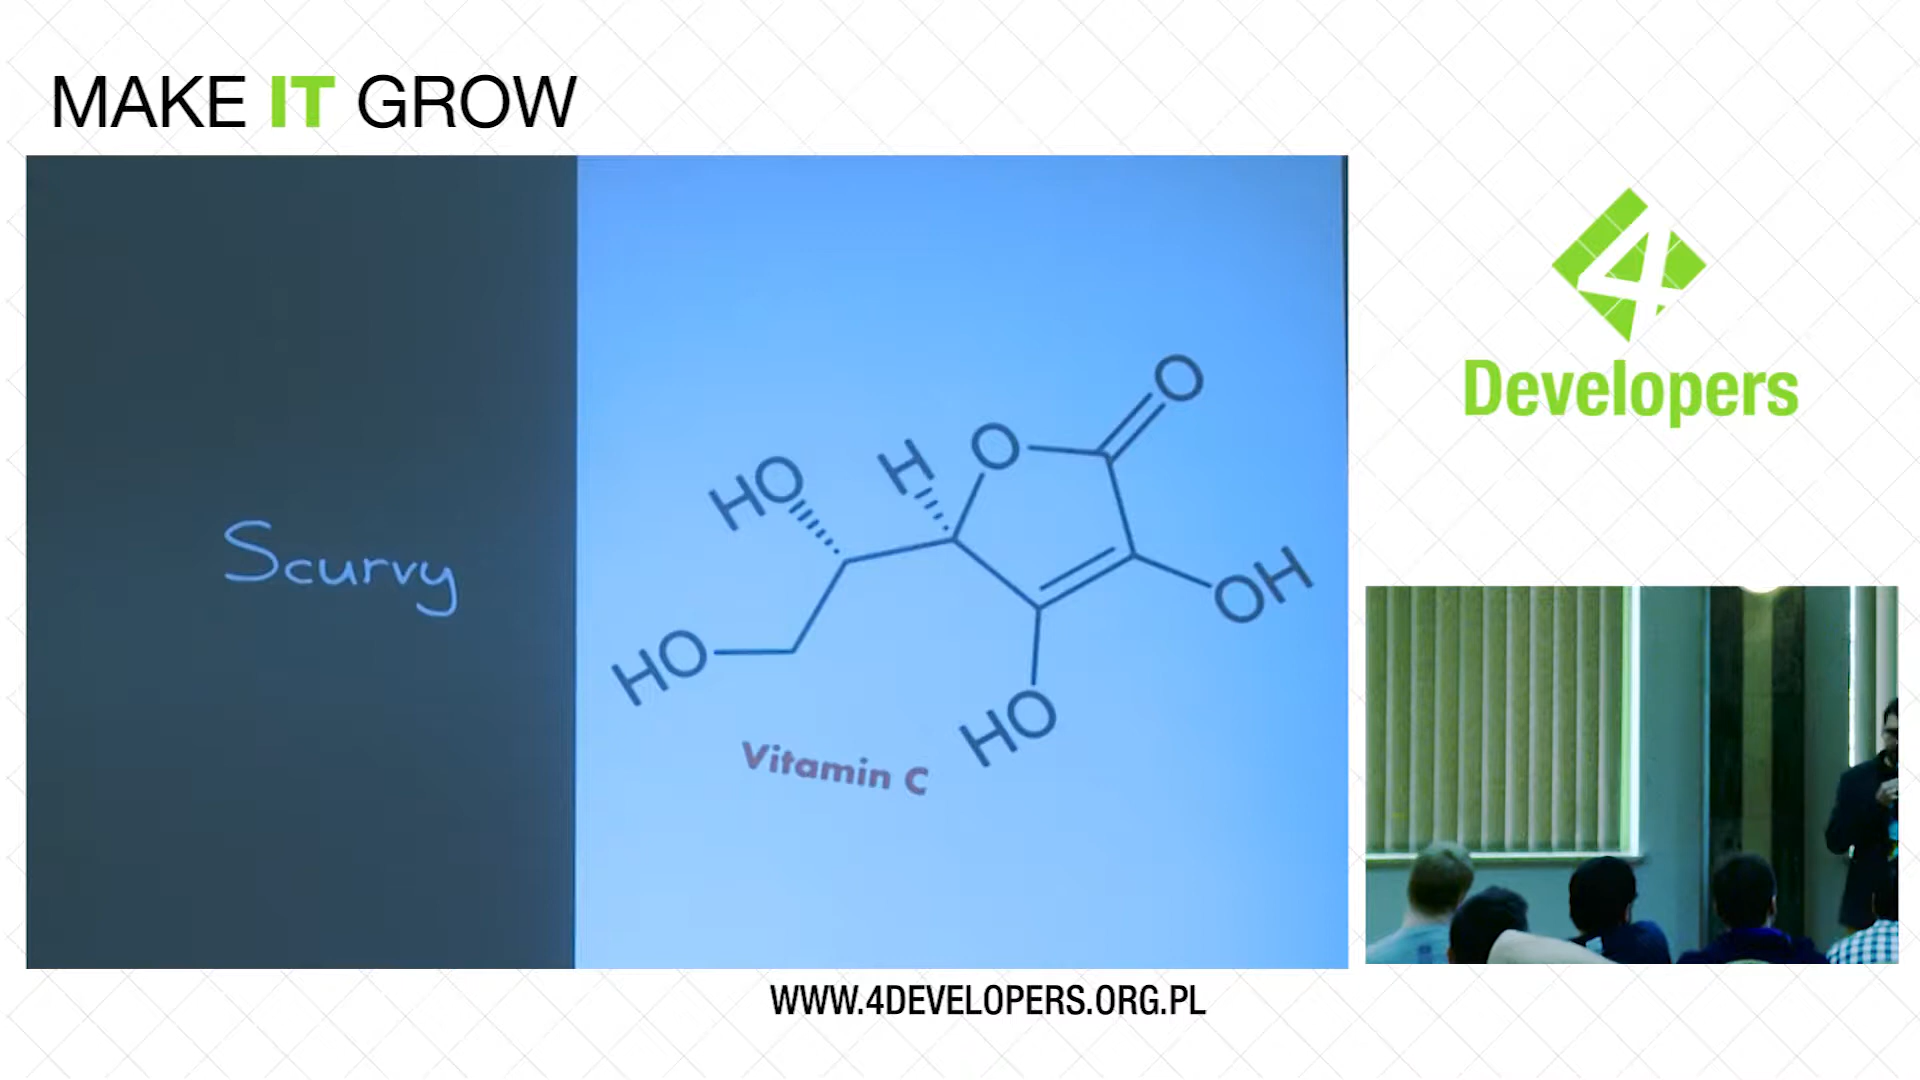 MAKE IT GROW
4
Developers
Scurvy
O
HO
H
O
OH
HO
HO
Vitamin C
WWW.4DEVELOPERS.ORG.PL